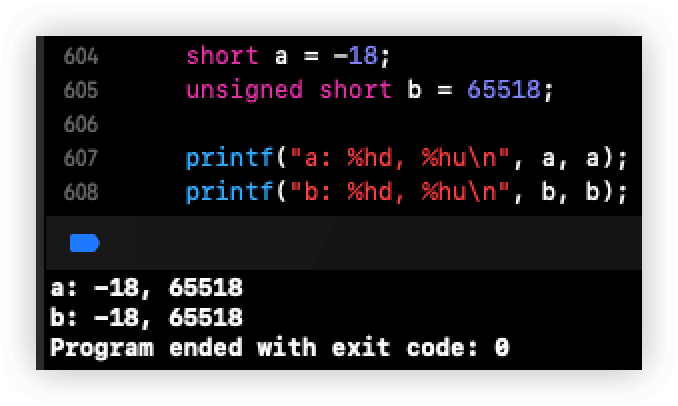 604 short a = -18;
605 unsigned short b = 65518;
606
607 printf("a: %hd, %hu\n", a, a);
608 printf("b: %hd, %hu\n", b, b);
a: -18, 65518
b: -18, 65518
Program ended with exit code: 0